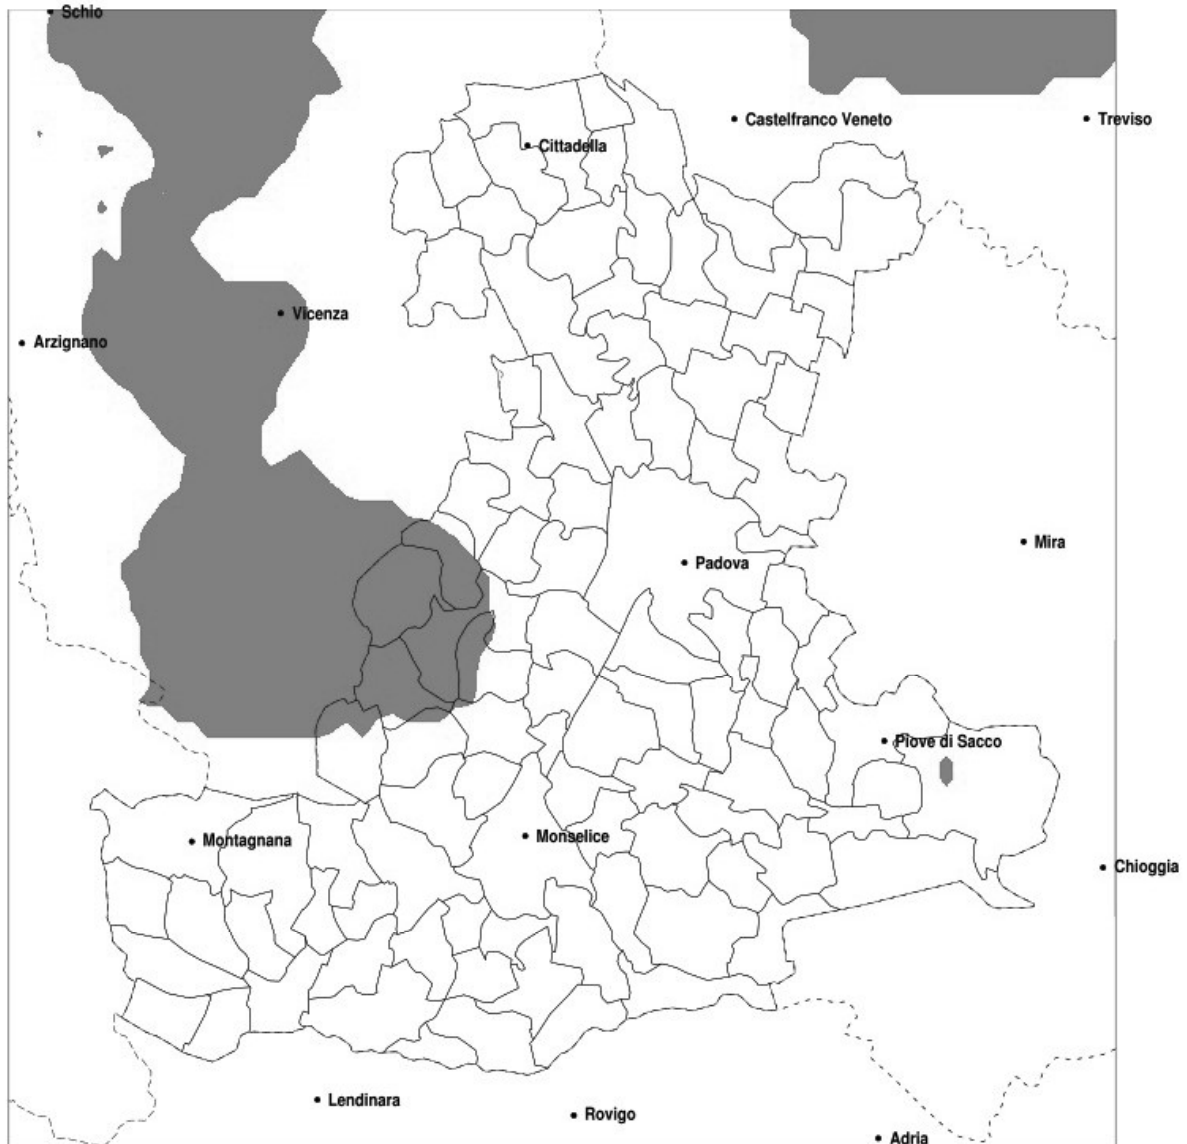 Schio
Castelfranco Veneto
Treviso
Cittadella
Vicenza
Arzignano
Mira
Padova
Piove di Sacco
Montagnana
Monselice
Chioggia
Lendinara
Rovigo
Adria